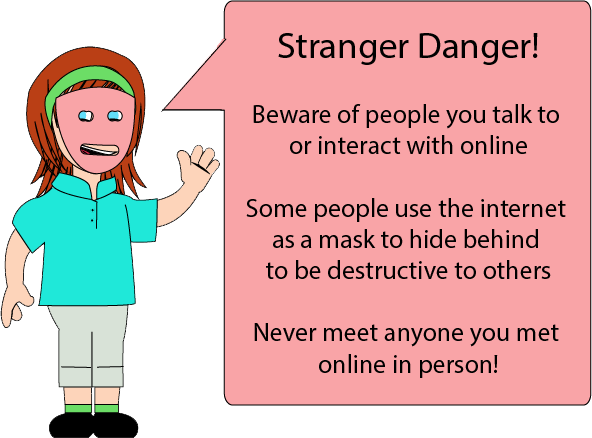 Stranger Danger!
Beware of people you talk to
or interact with online
Some people use the internet
as a mask to hide behind
to be destructive to others
Never meet anyone you met
online in person!